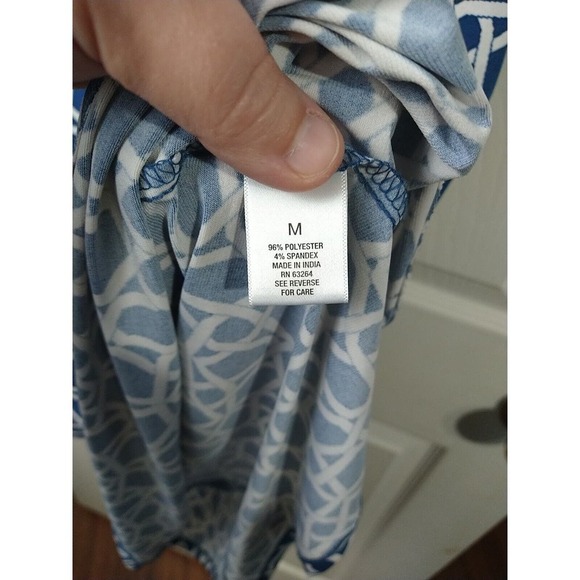 M
96% POLYESTER
4% SPANDEX
MADE IN INDIA
RN 63264
SEE REVERSE
FOR CARE